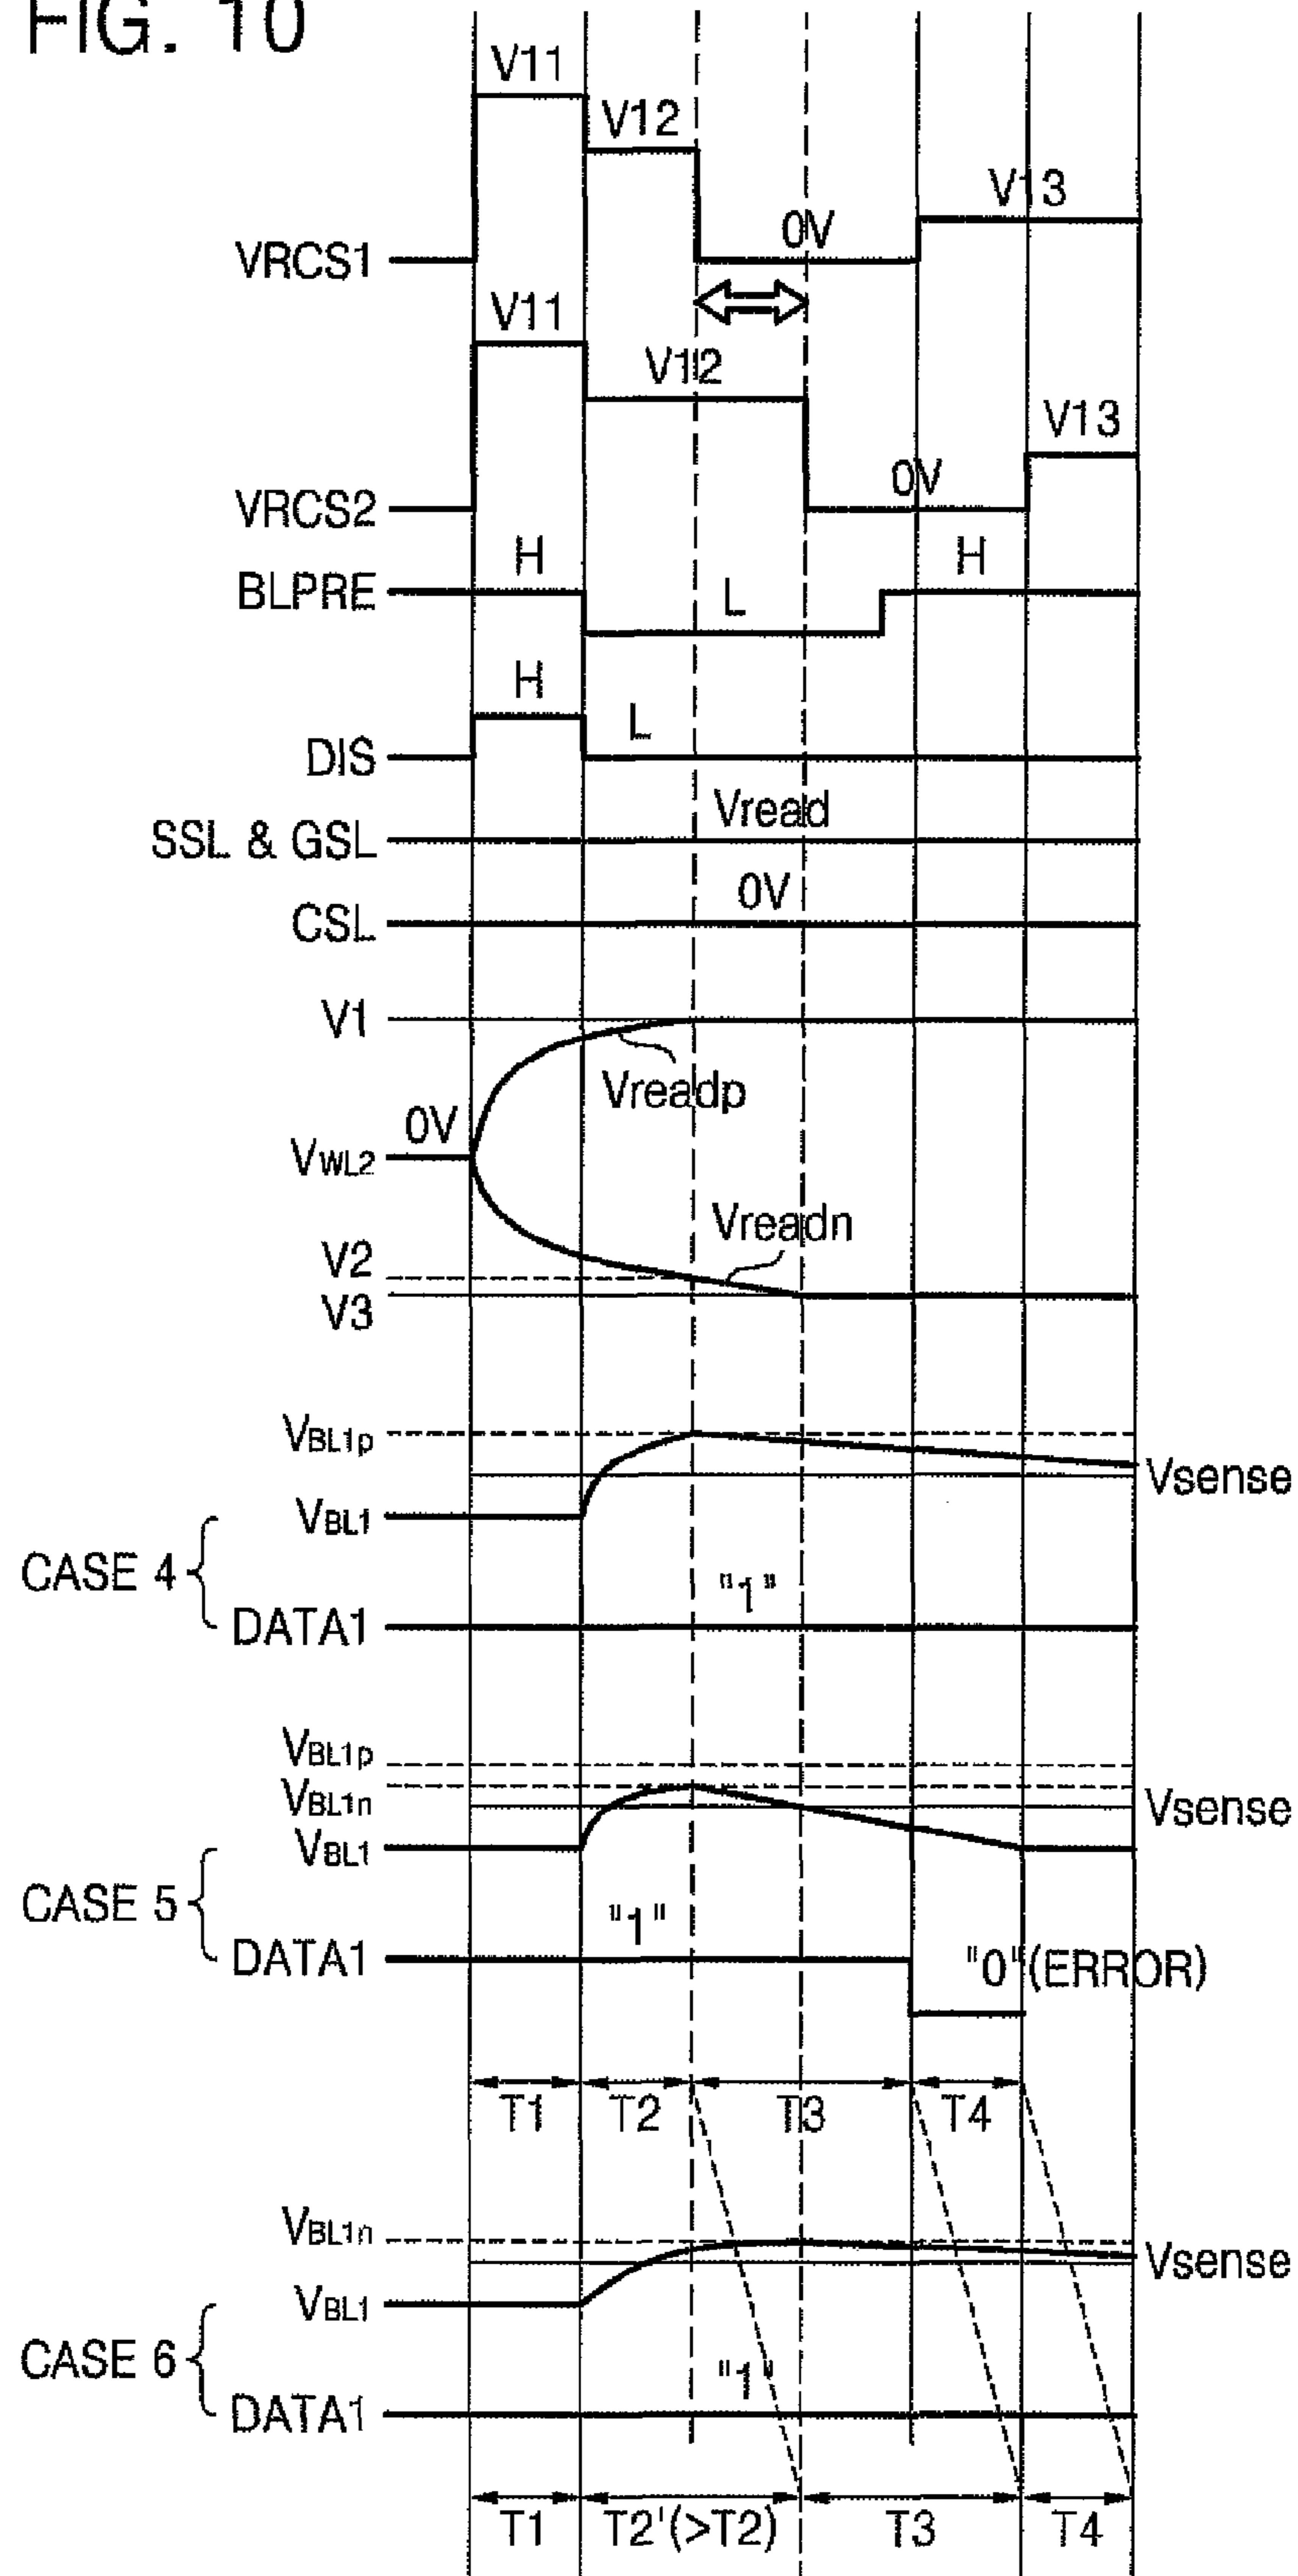 FIG. 10
V11
V12
V13
0V
VRCS1
V11
V12
V13
0V
VRCS2
H
H
BLPRE
L
H
L
DIS
Vread
SSL & GSL
0V
CSL
V1
Vreadp
0V
VWL2
Vreadn
V2
V3
VBL1p
Vsense
VBL1
CASE 4
"1"
DATA1
VBL1p
VBL1n
Vsense
VBL1
CASE 5
"1"
DATA1
"0"(ERROR)
T1 T2 T3 T4
VBL1n
Vsense
VBL1
CASE 6
"1"
DATA1
T1 T2'(>T2) T3 T4